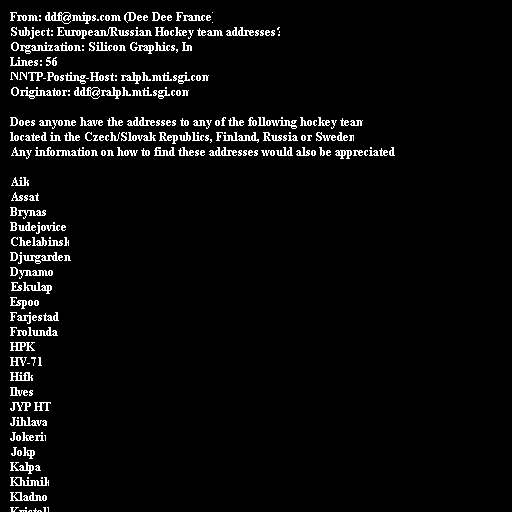 From: ddf@mips.com (Dee Dee France)
Subject: European/Russian Hockey team addresses?
Organization: Silicon Graphics, In
Lines: 56
NNTP-Posting-Host: ralph.mti.sgi.com
Originator: ddf@ralph.mti.sgi.com

Does anyone have the addresses to any of the following hockey team
located in the Czech/Slovak Republics, Finland, Russia or Sweden
Any information on how to find these addresses would also be appreciated

Aik
Assat
Brynas
Budejovice
Chelabinsk
Djurgarden
Dynamo
Eskulap
Espoo
Farjestad
Frolunda
HPK
HV-71
Hifk
Ilves
JYP HT
Jihlava
Jokerit
Jokp
Kalpa
Khimik
Kladno
Kristall